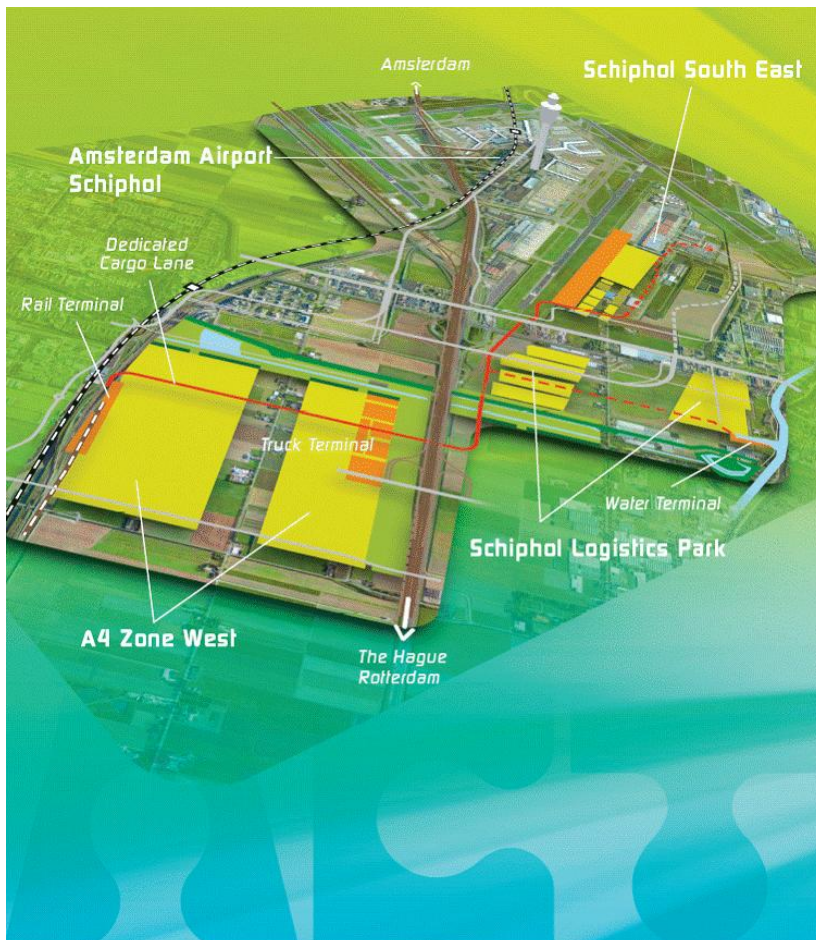 Amsterdam
Schiphol South East
Amsterdam Airport
Schiphol
Dedicated
Cargo Lane
Rail Terminal
Truck Terminal
Water Terminal
Schiphol Logistics Park
A4 Zone West
The Hague
Rotterdam